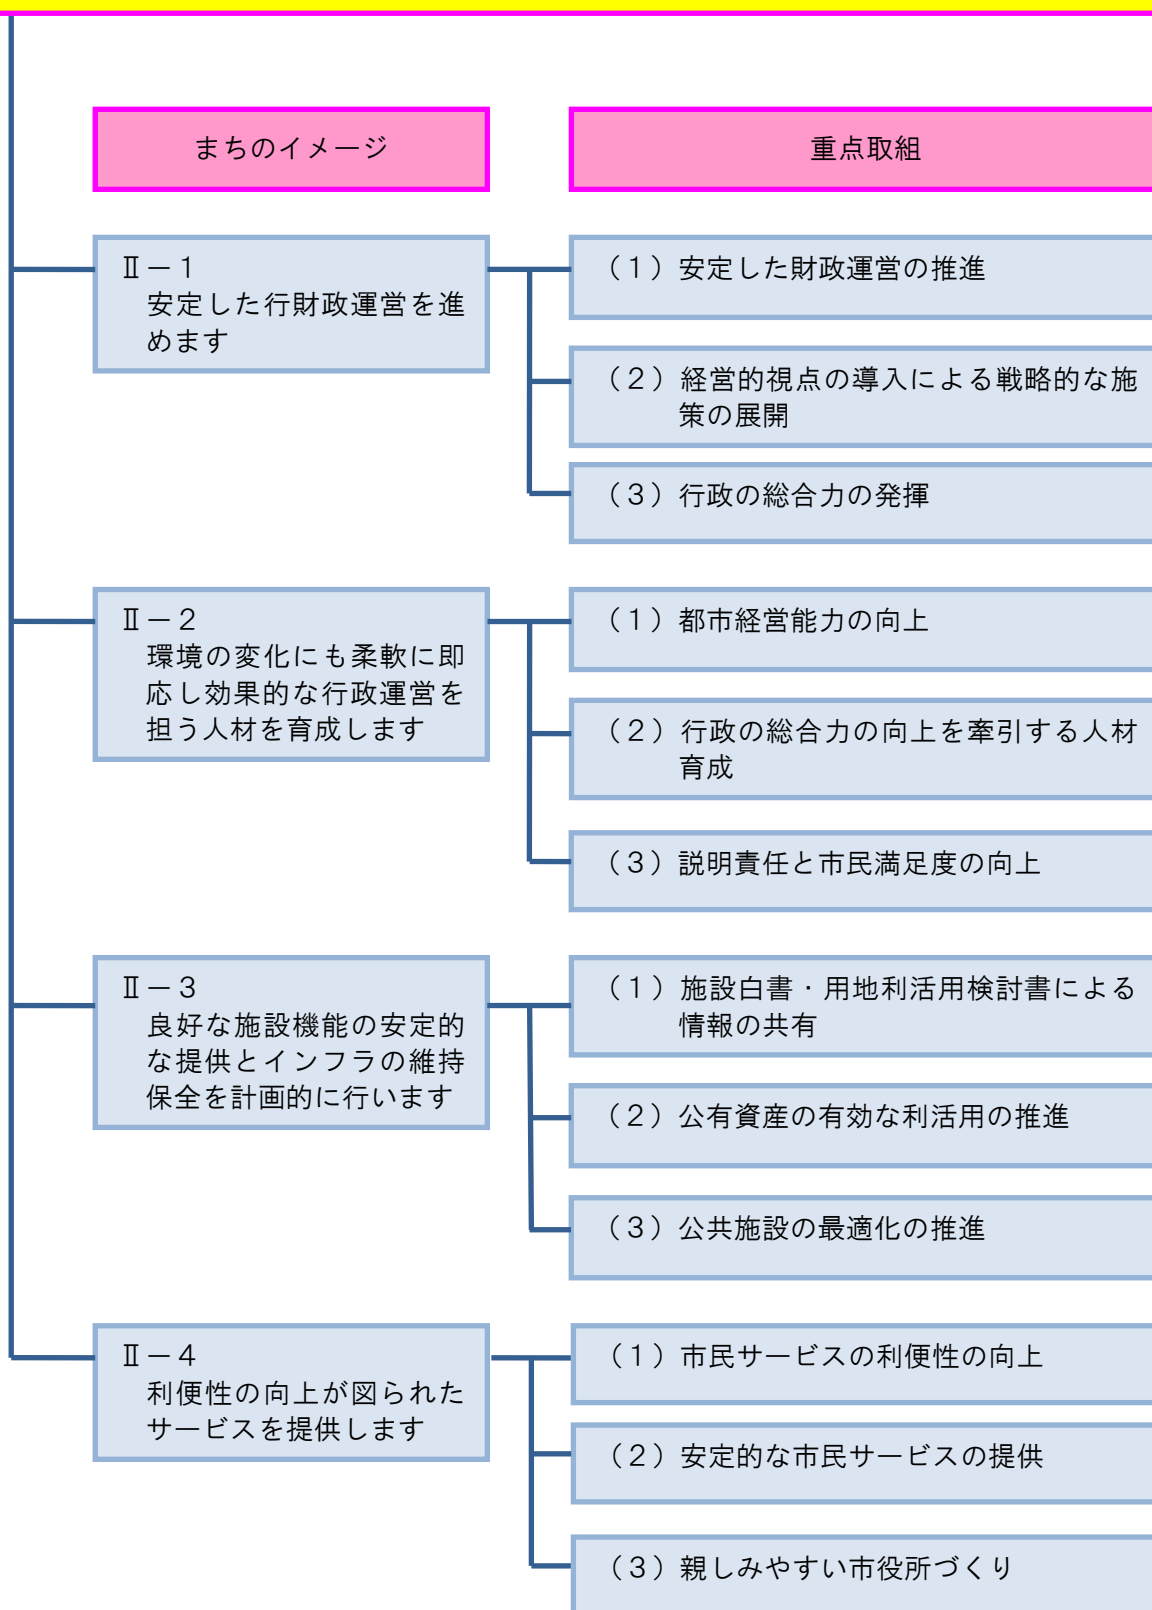 まちのイメージ
重点取組
Ⅱ－１
安定した行財政運営を進
めます
（１）安定した財政運営の推進
（２）経営的視点の導入による戦略的な施
策の展開
（３）行政の総合力の発揮
Ⅱ－２
環境の変化にも柔軟に即
応し効果的な行政運営を
担う人材を育成します
（１）都市経営能力の向上
（２）行政の総合力の向上を牽引する人材
育成
（３）説明責任と市民満足度の向上
Ⅱ－３
良好な施設機能の安定的
な提供とインフラの維持
保全を計画的に行います
（１）施設白書・用地利活用検討書による
情報の共有
（２）公有資産の有効な利活用の推進
（３）公共施設の最適化の推進
Ⅱ－４
利便性の向上が図られた
サービスを提供します
（１）市民サービスの利便性の向上
（２）安定的な市民サービスの提供
（３）親しみやすい市役所づくり